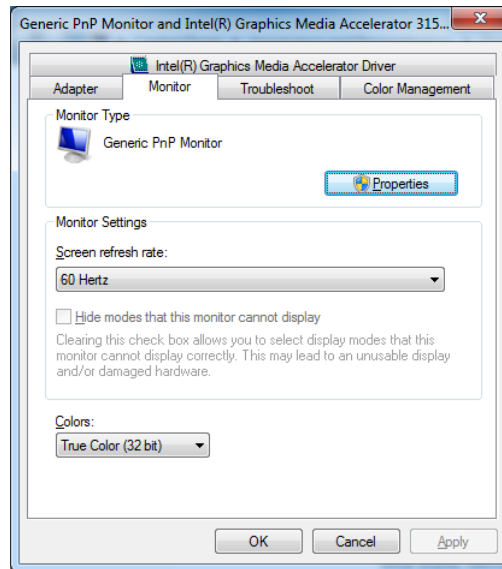 Generic PnP Monitor and Intel(R) Graphics Media Accelerator 315...
Intel(R) Graphics Media Accelerator Driver
Adapter Monitor Troubleshoot Color Management
Monitor Type
Generic PnP Monitor
Properties
Monitor Settings
Screen refresh rate:
60 Hertz
Hide modes that this monitor cannot display
Clearing this check box allows you to select display modes that this
monitor cannot display correctly. This may lead to an unusable display
and/or damaged hardware.
Colors:
True Color (32 bit)
OK Cancel Apply